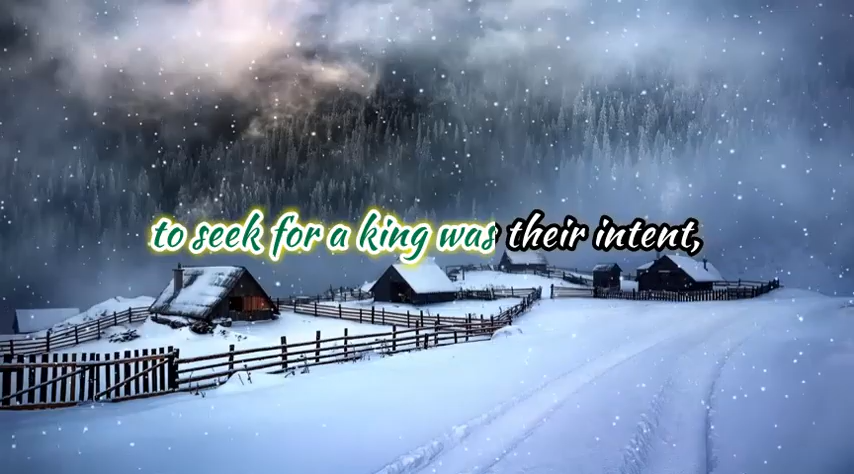 to seek for a king was their intent,